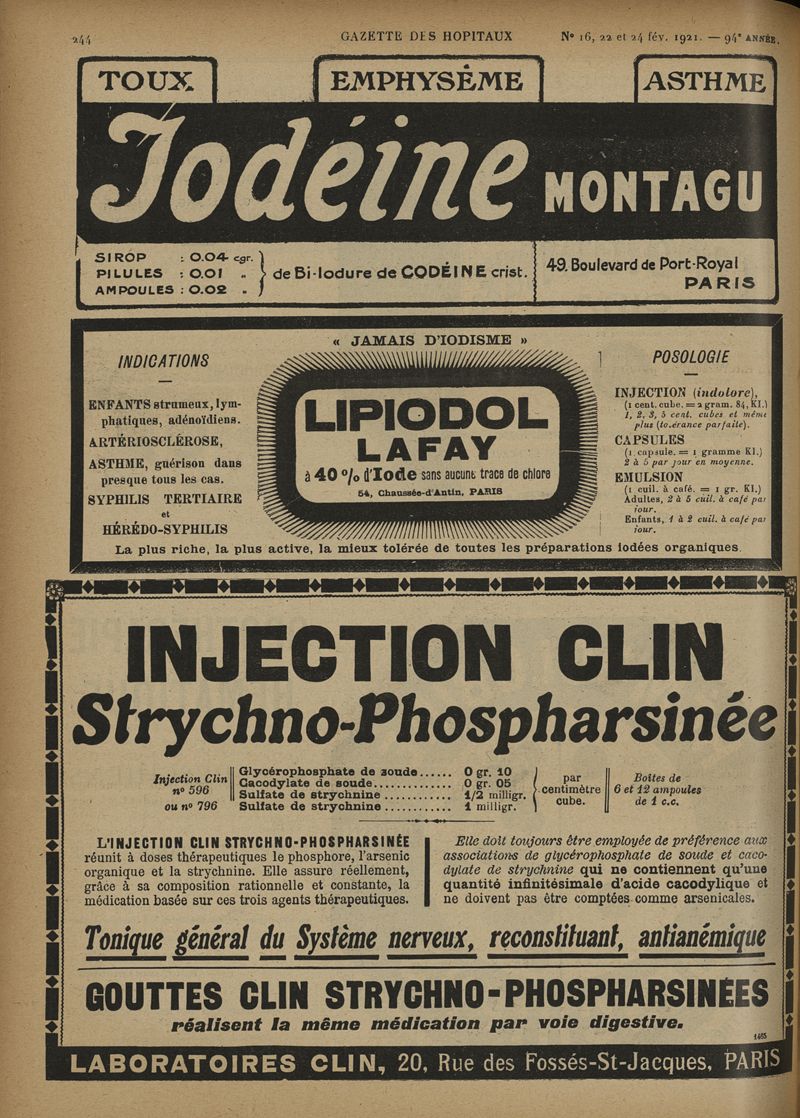 244
GAZETTE DES HOPITAUX
N° 16, 22 et 24 fév. 1921. — 94e ANNÉE.
TOUX
EMPHYSÈME
ASTHME
Iodéine MONTAGU
SIROP : 0.04 cgr.
PILULES : 0.01 „
AMPOULES : 0.02 „
de Bi-Iodure de CODÉINE crist.
49. Boulevard de Port-Royal
PARIS
« JAMAIS D'IODISME »
INDICATIONS
ENFANTS strumeux, lym-
phatiques, adénoïdiens.
ARTÉRIOSCLÉROSE,
ASTHME, guérison dans
presque tous les cas.
SYPHILIS TERTIAIRE
et
HÉRÉDO-SYPHILIS
LIPIODOL
LAFAY
à 40 % d'Iode sans aucune trace de chlore
54, Chaussée-d'Antin, PARIS
POSOLOGIE
INJECTION (indolore),
(1 cent. cube. = 2 gram. 84, KI.)
1, 2, 3, 5 cent. cubes et même
plus (tolérance parfaite).
CAPSULES
(1 capsule. = 1 gramme KI.)
2 à 5 par jour en moyenne.
EMULSION
(1 cuil. à café. = 1 gr. KI.)
Adultes, 2 à 5 cuil. à café par
jour.
Enfants, 1 à 2 cuil. à café par
jour.
La plus riche, la plus active, la mieux tolérée de toutes les préparations iodées organiques.
INJECTION CLIN
Strychno-Phospharsinée
Injection Clin
n° 596
ou n° 796
Glycérophosphate de soude...... 0 gr. 10
Cacodylate de soude............. 0 gr. 05
Sulfate de strychnine ........... 1/2 milligr.
Sulfate de strychnine ........... 1 milligr.
par
centimètre
cube.
Boîtes de
6 et 12 ampoules
de 1 c.c.
L'INJECTION CLIN STRYCHNO-PHOSPHARSINÉE
réunit à doses thérapeutiques le phosphore, l'arsenic
organique et la strychnine. Elle assure réellement,
grâce à sa composition rationnelle et constante, la
médication basée sur ces trois agents thérapeutiques.
Elle doit toujours être employée de préférence aux
associations de glycérophosphate de soude et caco-
dylate de strychnine qui ne contiennent qu'une
quantité infinitésimale d'acide cacodylique et
ne doivent pas être comptées comme arsenicales.
Tonique général du Système nerveux, reconstituant, antianémique
GOUTTES CLIN STRYCHNO-PHOSPHARSINÉES
réalisent la même médication par voie digestive.
1465
LABORATOIRES CLIN, 20, Rue des Fossés-St-Jacques, PARIS